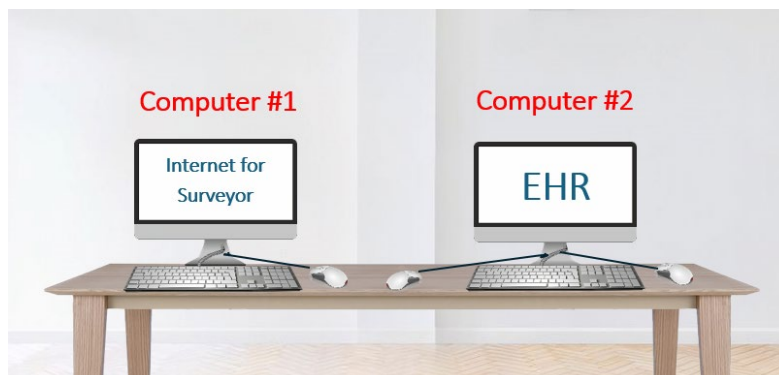 Computer #1
Computer #2
Internet for
Surveyor
EHR